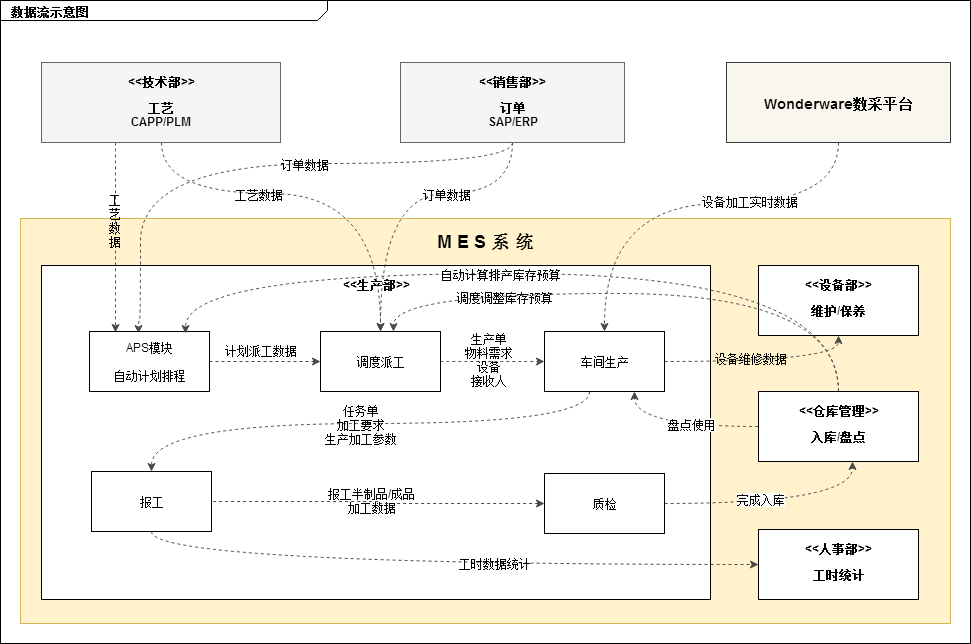 数据流示意图
<<技术部>>
工艺
CAPP/PLM
<<销售部>>
订单
SAP/ERP
Wonderware数采平台
订单数据
工艺数据
订单数据
设备加工实时数据
工艺数据
MES系统
自动计算排产库存预算
<<生产部>>
调度调整库存预算
<<设备部>>
维护/保养
APS模块
自动计划排程
计划派工数据
调度派工
生产单
物料需求
设备
接收人
车间生产
设备维修数据
任务单
加工要求
生产加工参数
盘点使用
<<仓库管理>>
入库/盘点
报工
报工半制品/成品
加工数据
质检
完成入库
工时数据统计
<<人事部>>
工时统计